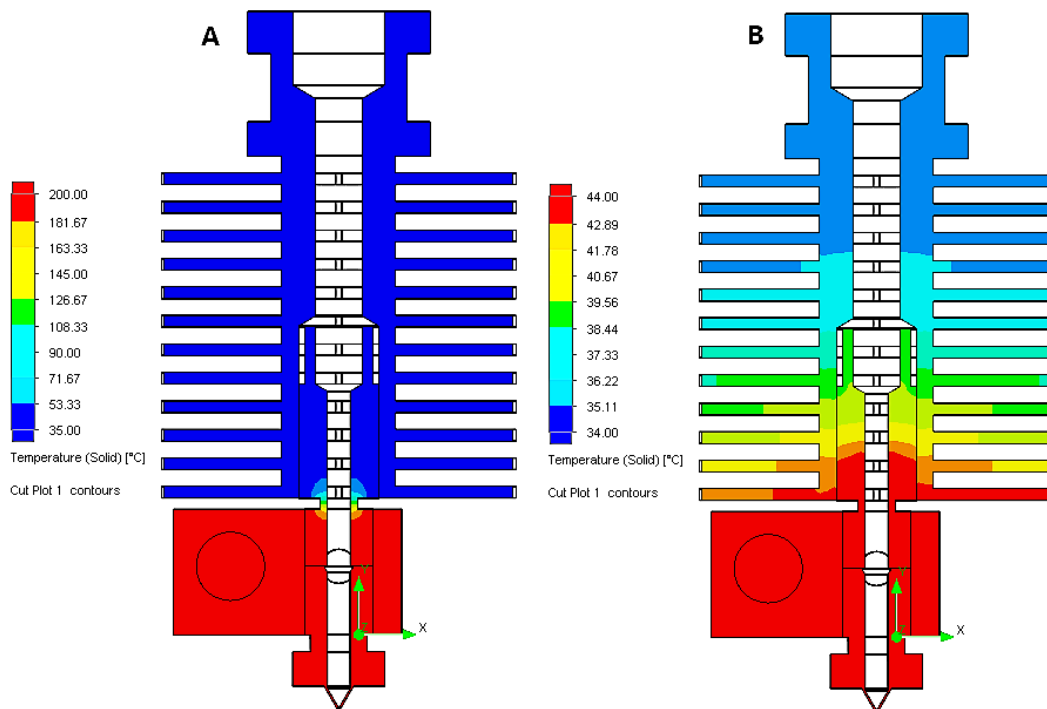 A
B
200.00
181.67
163.33
145.00
126.67
108.33
90.00
71.67
53.33
35.00
Temperature (Solid) [°C]
Cut Plot 1 contours
44.00
42.89
41.78
40.67
39.56
38.44
37.33
36.22
35.11
34.00
Temperature (Solid) [°C]
Cut Plot 1 contours
Y
Z
X
Y
Z
X